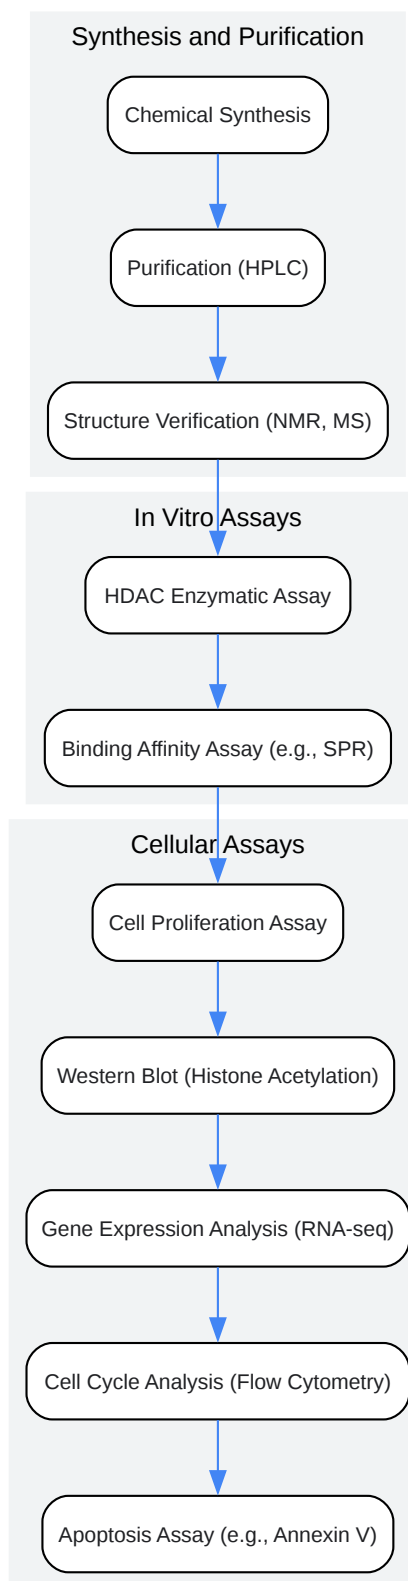 Synthesis and Purification
Chemical Synthesis
Purification (HPLC)
Structure Verification (NMR, MS)
In Vitro Assays
HDAC Enzymatic Assay
Binding Affinity Assay (e.g., SPR)
Cellular Assays
Cell Proliferation Assay
Western Blot (Histone Acetylation)
Gene Expression Analysis (RNA-seq)
Cell Cycle Analysis (Flow Cytometry)
Apoptosis Assay (e.g., Annexin V)